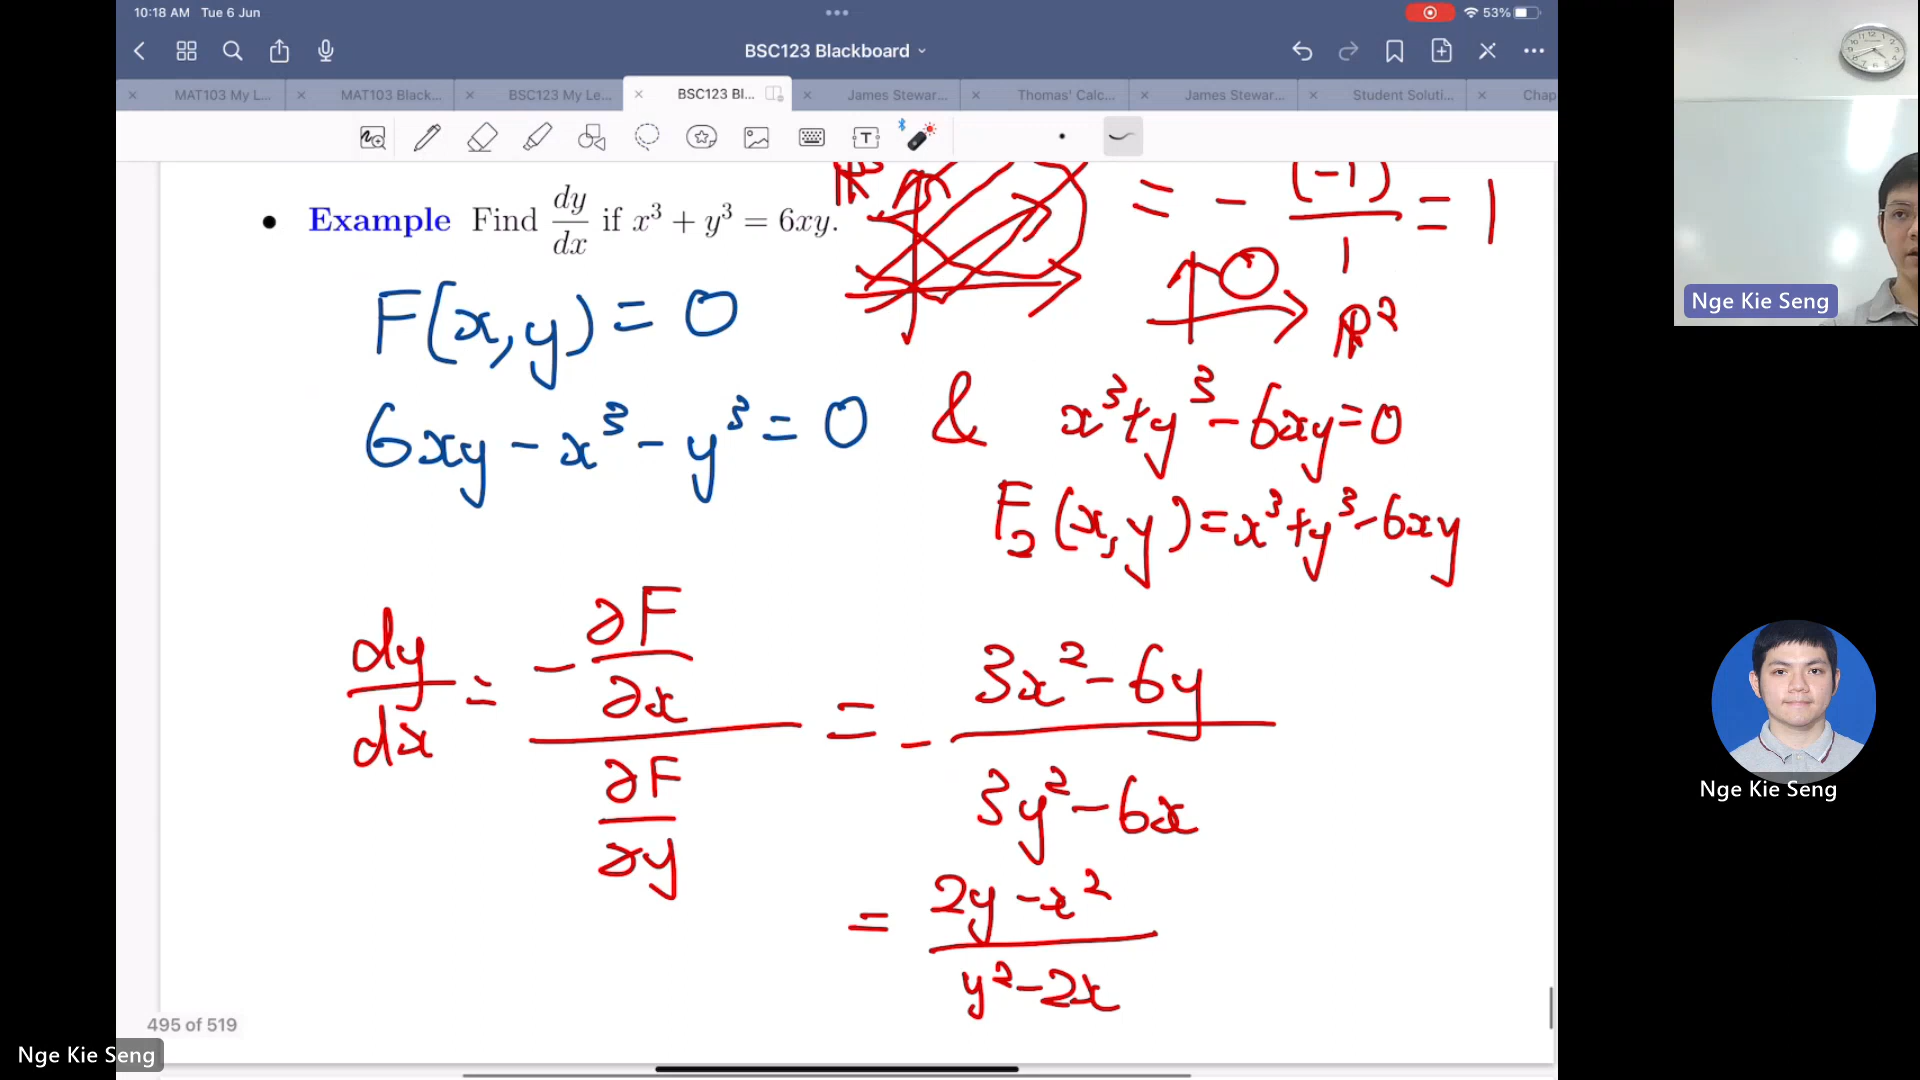 10:18 AM Tue 6 Jun
53%
BSC123 Blackboard
MAT103 My L...
MAT103 Black...
BSC123 My Le...
BSC123 Bl...
James Stewar...
Thomas' Calc...
James Stewar...
Student Soluti...
Chap
• Example Find dy/dx if x³ + y³ = 6xy.
= - (-1)/1 = 1
F(x,y) = 0
ℝ²
6xy - x³ - y³ = 0 & x³+y³-6xy=0
F₂(x,y)=x³+y³-6xy
dy/dx = -∂F/∂x / ∂F/∂y = - (3x²-6y)/(3y²-6x)
= (2y-x²)/(y²-2x)
495 of 519
Nge Kie Seng
Nge Kie Seng
Nge Kie Seng